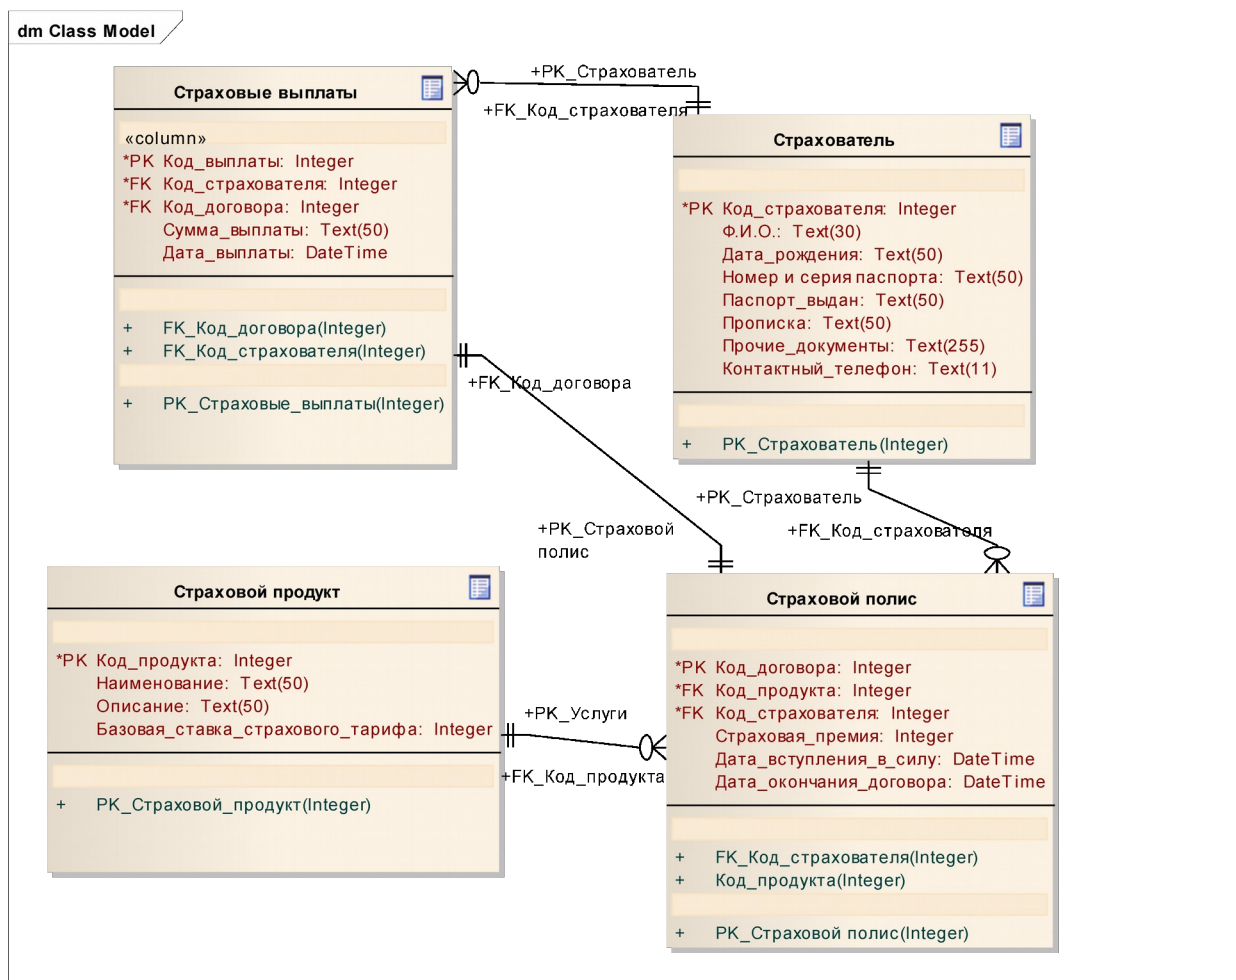 dm Class Model
+PK_Страхователь
+FK_Код_страхователя
Страховые выплаты
«column»
*PK Код_выплаты: Integer
*FK Код_страхователя: Integer
*FK Код_договора: Integer
Сумма_выплаты: Text(50)
Дата_выплаты: DateTime
+ FK_Код_договора(Integer)
+ FK_Код_страхователя(Integer)
+ PK_Страховые_выплаты(Integer)
Страхователь
*PK Код_страхователя: Integer
Ф.И.О.: Text(30)
Дата_рождения: Text(50)
Номер и серия паспорта: Text(50)
Паспорт_выдан: Text(50)
Прописка: Text(50)
Прочие_документы: Text(255)
Контактный_телефон: Text(11)
+ PK_Страхователь(Integer)
+FK_Код_договора
+PK_Страховой
полис
+PK_Страхователь
+FK_Код_страхователя
Страховой продукт
*PK Код_продукта: Integer
Наименование: Text(50)
Описание: Text(50)
Базовая_ставка_страхового_тарифа: Integer
+ PK_Страховой_продукт(Integer)
+PK_Услуги
+FK_Код_продукта
Страховой полис
*PK Код_договора: Integer
*FK Код_продукта: Integer
*FK Код_страхователя: Integer
Страховая_премия: Integer
Дата_вступления_в_силу: DateTime
Дата_окончания_договора: DateTime
+ FK_Код_страхователя(Integer)
+ Код_продукта(Integer)
+ PK_Страховой полис(Integer)